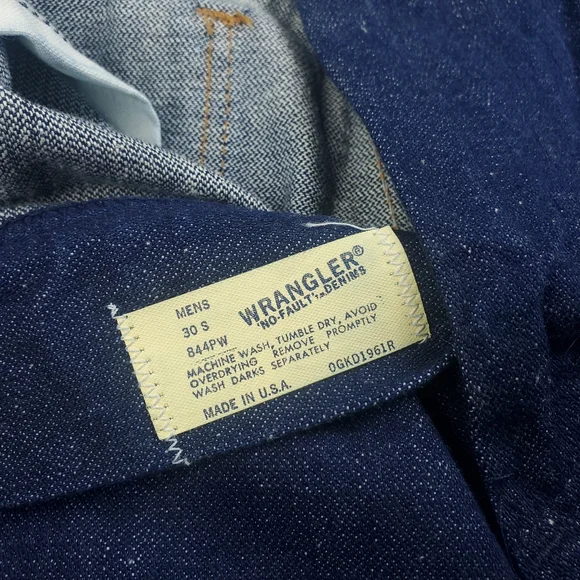 MENS
30 S
844PW
WRANGLER®
'NO-FAULT'™ DENIMS
MACHINE WASH, TUMBLE DRY, AVOID
OVERDRYING REMOVE PROMPTLY
WASH DARKS SEPARATELY
MADE IN U.S.A.
0GKD1961R